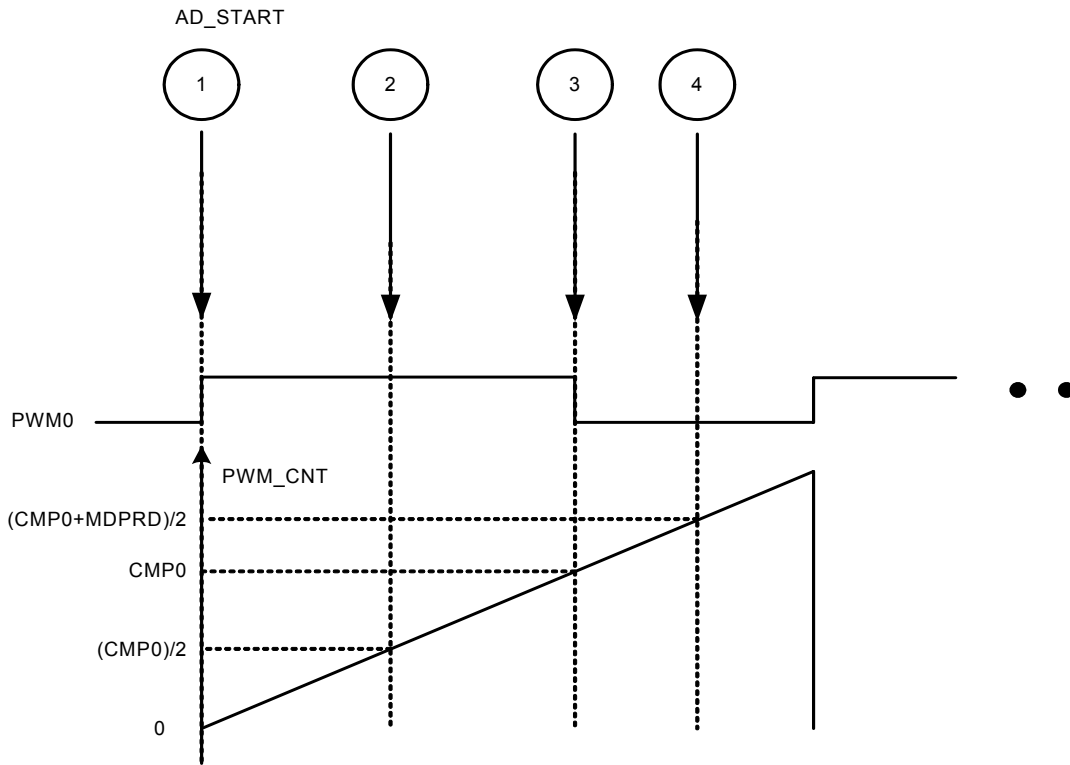 AD_START
1
2
3
4
PWM0
PWM_CNT
(CMP0+MDPRD)/2
CMP0
(CMP0)/2
0